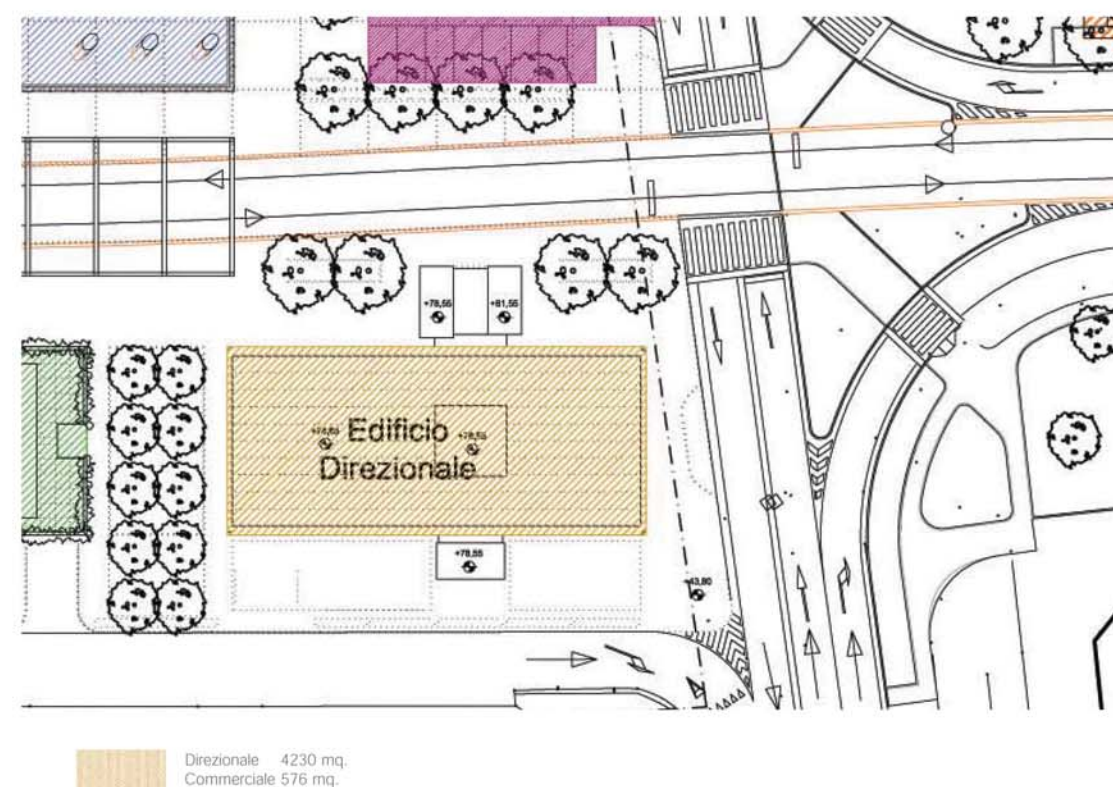 +78,55 +81,55
Edificio
Direzionale
+78,55
+43,80
Direzionale 4230 mq.
Commerciale 576 mq.